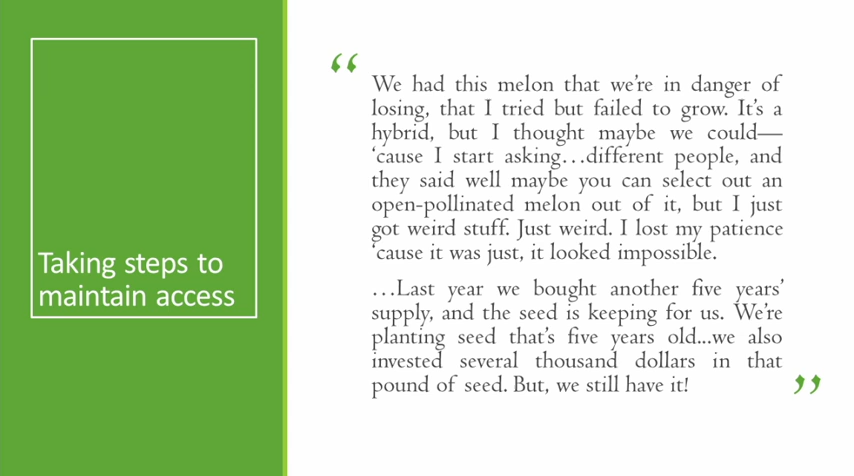 Taking steps to
maintain access
“
We had this melon that we’re in danger of
losing, that I tried but failed to grow. It’s a
hybrid, but I thought maybe we could—
‘cause I start asking…different people, and
they said well maybe you can select out an
open-pollinated melon out of it, but I just
got weird stuff. Just weird. I lost my patience
‘cause it was just, it looked impossible.
…Last year we bought another five years’
supply, and the seed is keeping for us. We’re
planting seed that’s five years old...we also
invested several thousand dollars in that
pound of seed. But, we still have it!
”